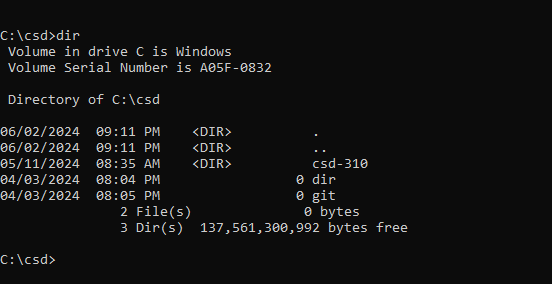 C:\csd>dir
 Volume in drive C is Windows
 Volume Serial Number is A05F-0832

 Directory of C:\csd

06/02/2024  09:11 PM    <DIR>          .
06/02/2024  09:11 PM    <DIR>          ..
05/11/2024  08:35 AM    <DIR>          csd-310
04/03/2024  08:04 PM                 0 dir
04/03/2024  08:05 PM                 0 git
               2 File(s)              0 bytes
               3 Dir(s)  137,561,300,992 bytes free

C:\csd>